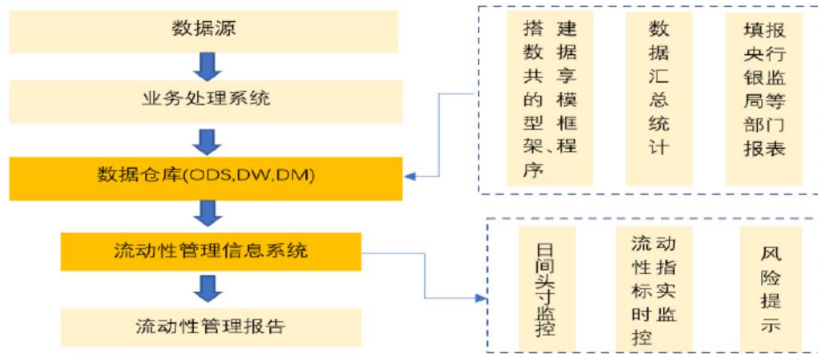 数据源
业务处理系统
数据仓库(ODS,DW,DM)
流动性管理信息系统
流动性管理报告
搭建
数据
共享
的模
型框
架、程
序
数
据
汇
总
统
计
填报
央行
银监
局等
部门
报表
日
间
头
寸
监
控
流动
性指
标实
时监
控
风
险
提
示